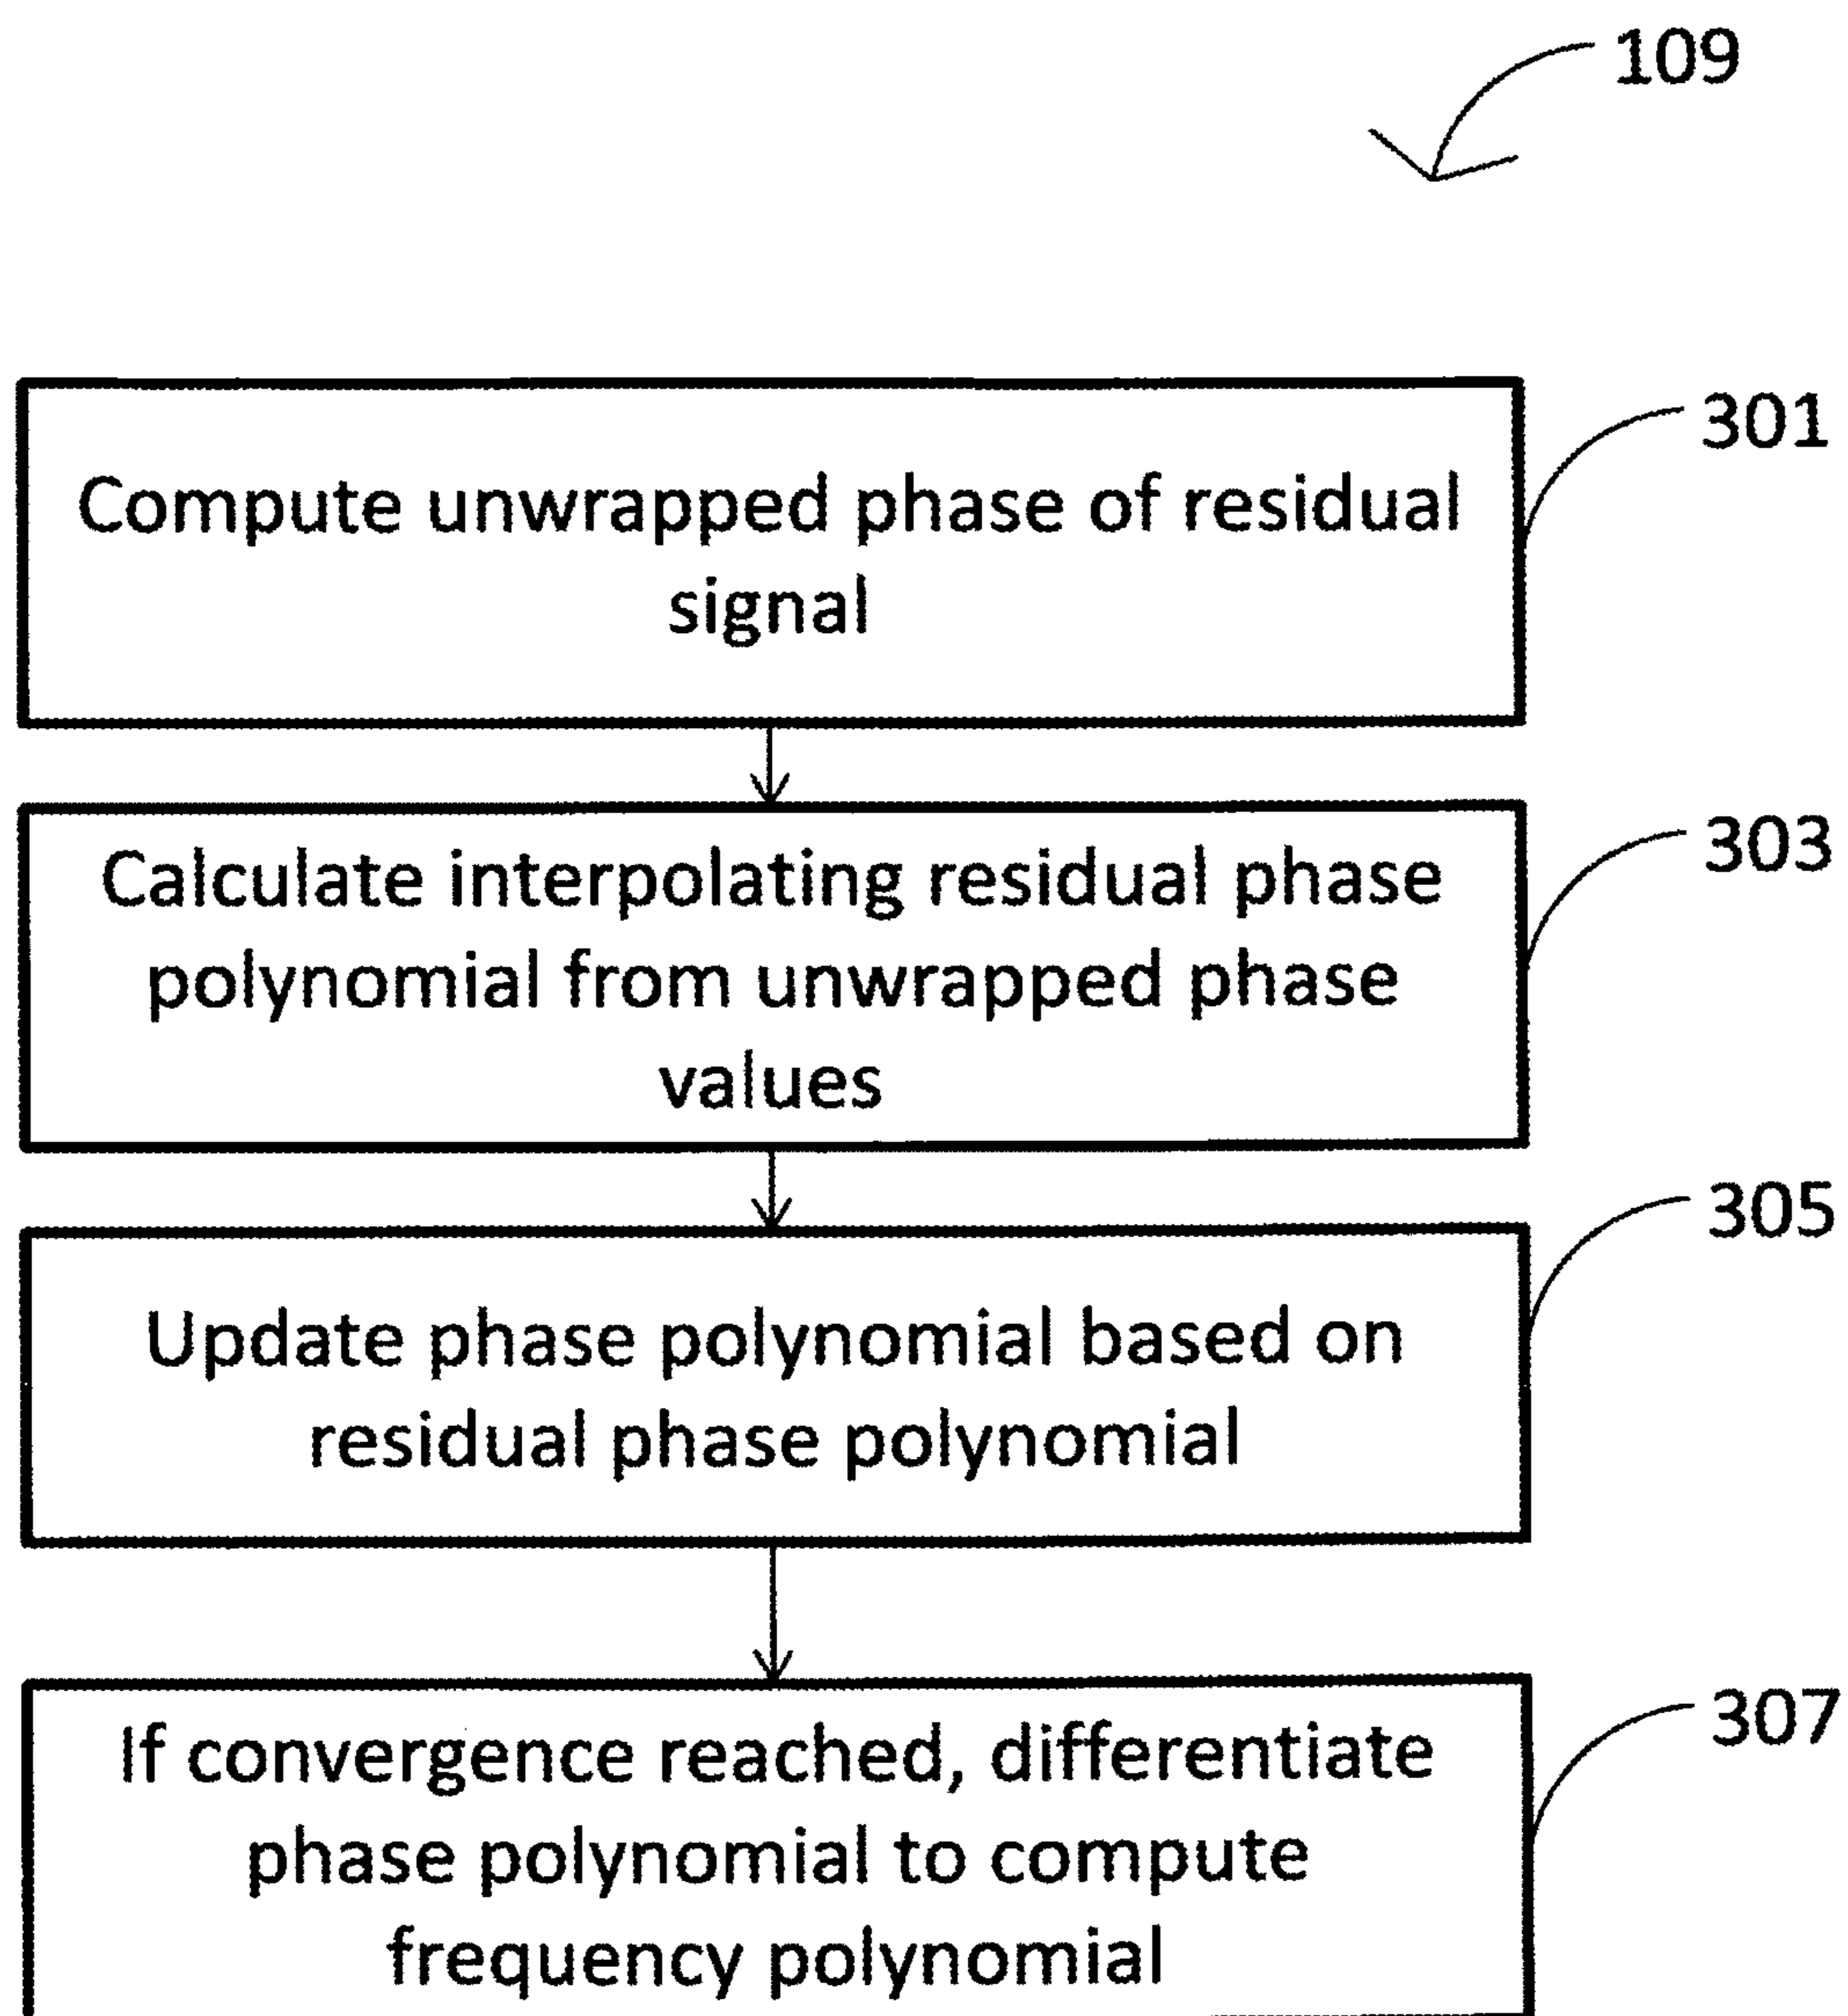 109
301
Compute unwrapped phase of residual
signal
303
Calculate interpolating residual phase
polynomial from unwrapped phase
values
305
Update phase polynomial based on
residual phase polynomial
307
If convergence reached, differentiate
phase polynomial to compute
frequency polynomial